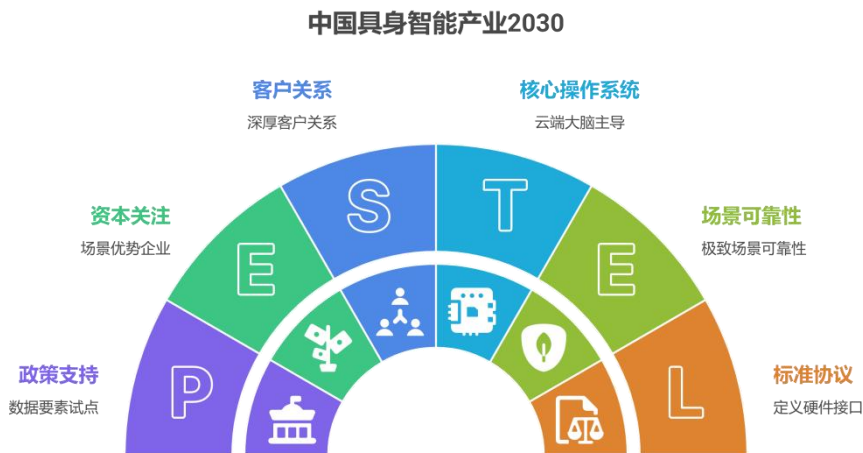 中国具身智能产业2030
客户关系
深厚客户关系
核心操作系统
云端大脑主导
资本关注
场景优势企业
场景可靠性
极致场景可靠性
政策支持
数据要素试点
标准协议
定义硬件接口
P
E
S
T
E
L